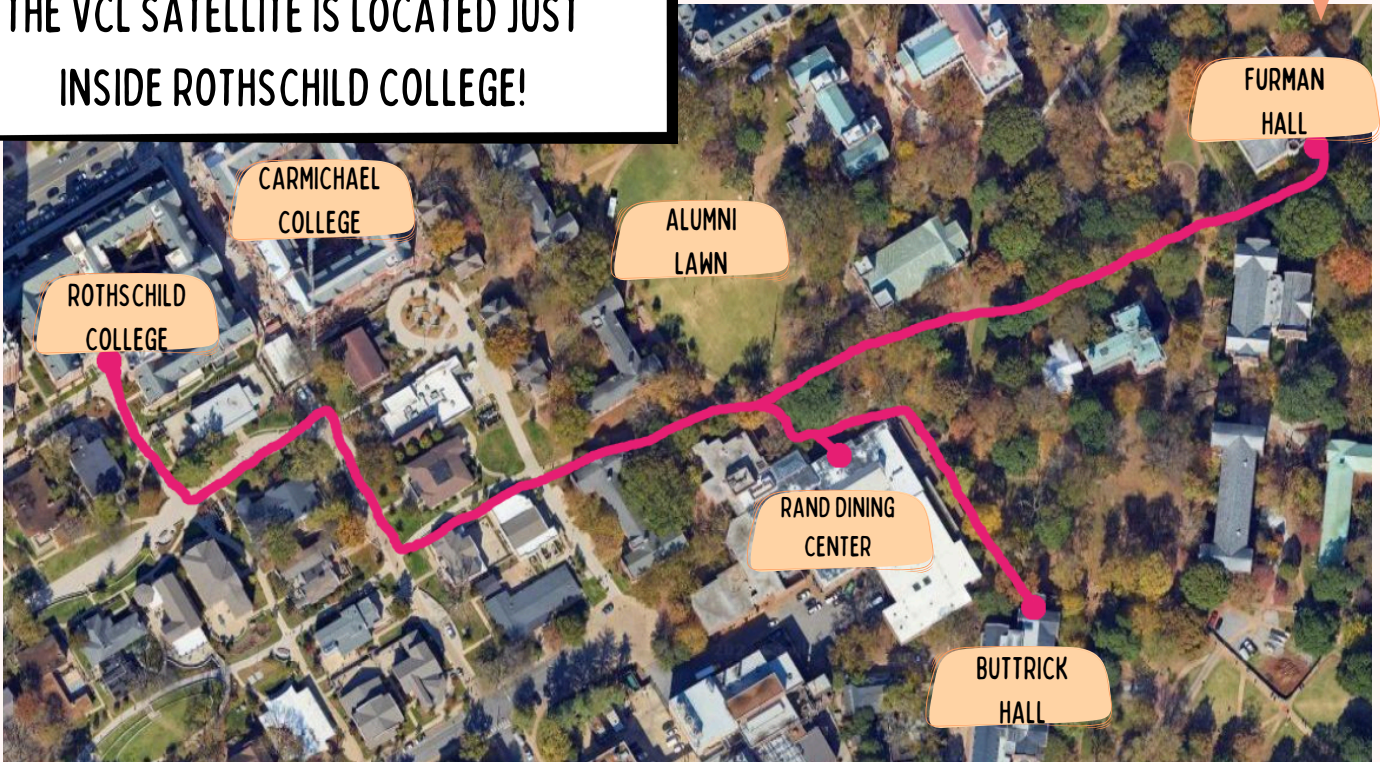 THE VCL SATELLITE IS LOCATED JUST
INSIDE ROTHSCHILD COLLEGE!
FURMAN
HALL
CARMICHAEL
COLLEGE
ALUMNI
LAWN
ROTHSCHILD
COLLEGE
RAND DINING
CENTER
BUTTRICK
HALL